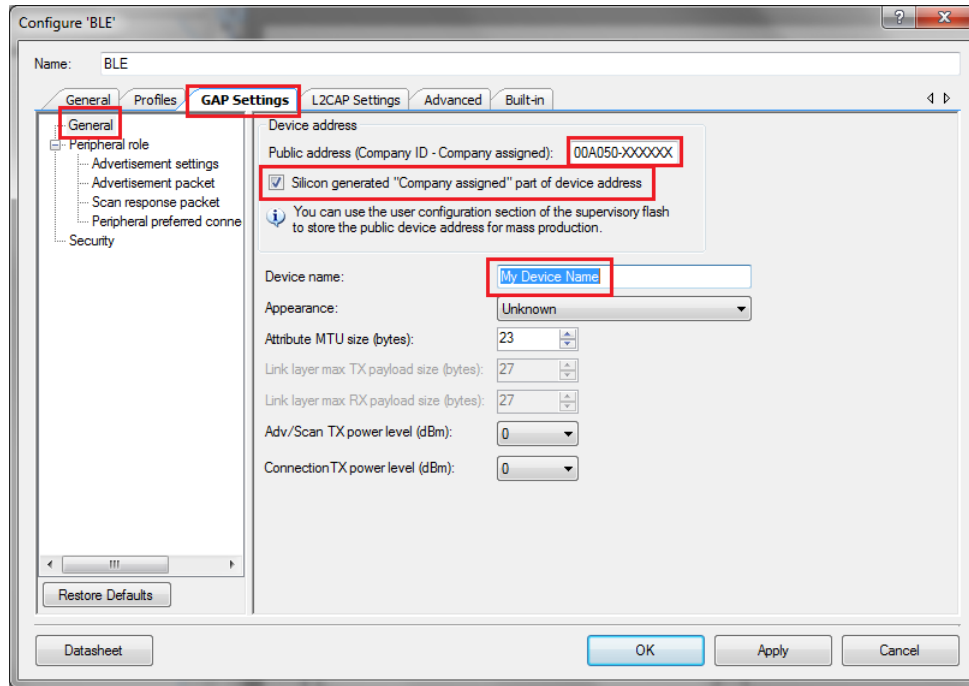 Configure 'BLE'
Name: BLE
General Profiles GAP Settings L2CAP Settings Advanced Built-in
General
Peripheral role
Advertisement settings
Advertisement packet
Scan response packet
Peripheral preferred conne
Security
Restore Defaults
Device address
Public address (Company ID - Company assigned): 00A050-XXXXXX
Silicon generated "Company assigned" part of device address
You can use the user configuration section of the supervisory flash
to store the public device address for mass production.
Device name: My Device Name
Appearance: Unknown
Attribute MTU size (bytes): 23
Link layer max TX payload size (bytes): 27
Link layer max RX payload size (bytes): 27
Adv/Scan TX power level (dBm): 0
Connection TX power level (dBm): 0
Datasheet OK Apply Cancel